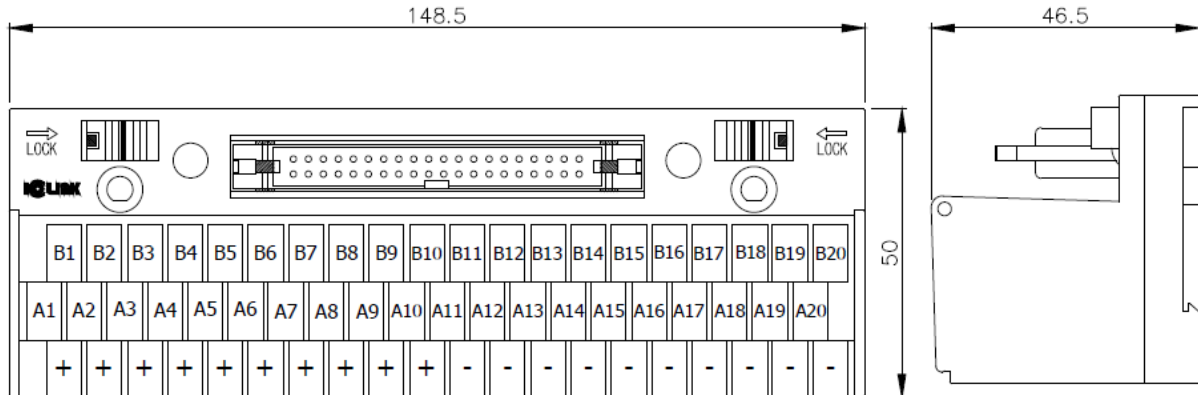 148.5
46.5
LOCK
LOCK
IOLINK
50
B1 B2 B3 B4 B5 B6 B7 B8 B9 B10 B11 B12 B13 B14 B15 B16 B17 B18 B19 B20
A1 A2 A3 A4 A5 A6 A7 A8 A9 A10 A11 A12 A13 A14 A15 A16 A17 A18 A19 A20
+ + + + + + + + + + - - - - - - - - - -